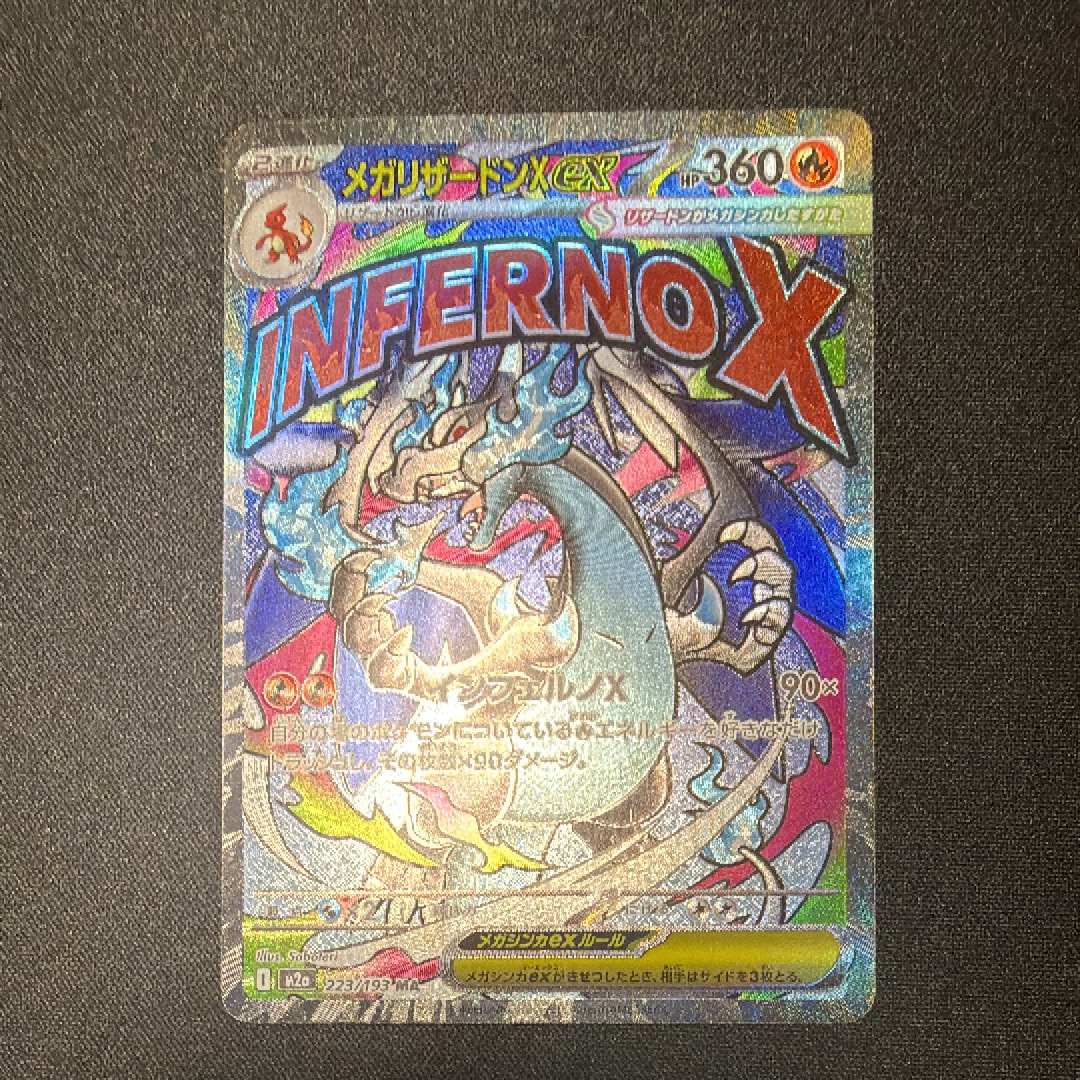 2進化
メガリザードンXex
HP360
リザードンがメガシンカしたすがた
INFERNO X
インフェルノX 90×
自分の場のポケモンについている炎エネルギーを好きなだけ
トラッシュし、その枚数×90ダメージ。
×2
メガシンカexルール
メガシンカexがきぜつしたとき、相手はサイドを3枚とる。
Illus. Saboteri
I M2a 223/193 MA